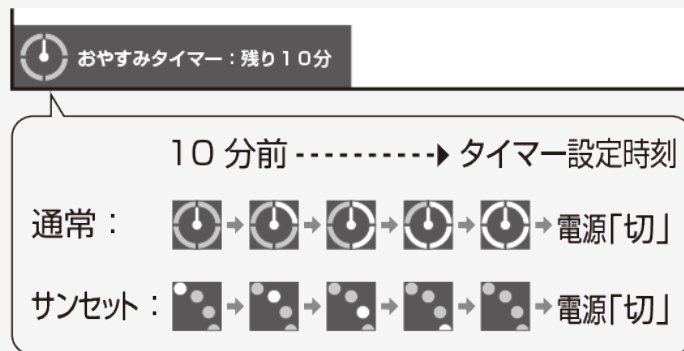 おやすみタイマー：残り１０分
１０分前 ----------▶ タイマー設定時刻
通常： → → → → → 電源「切」
サンセット： → → → → → 電源「切」